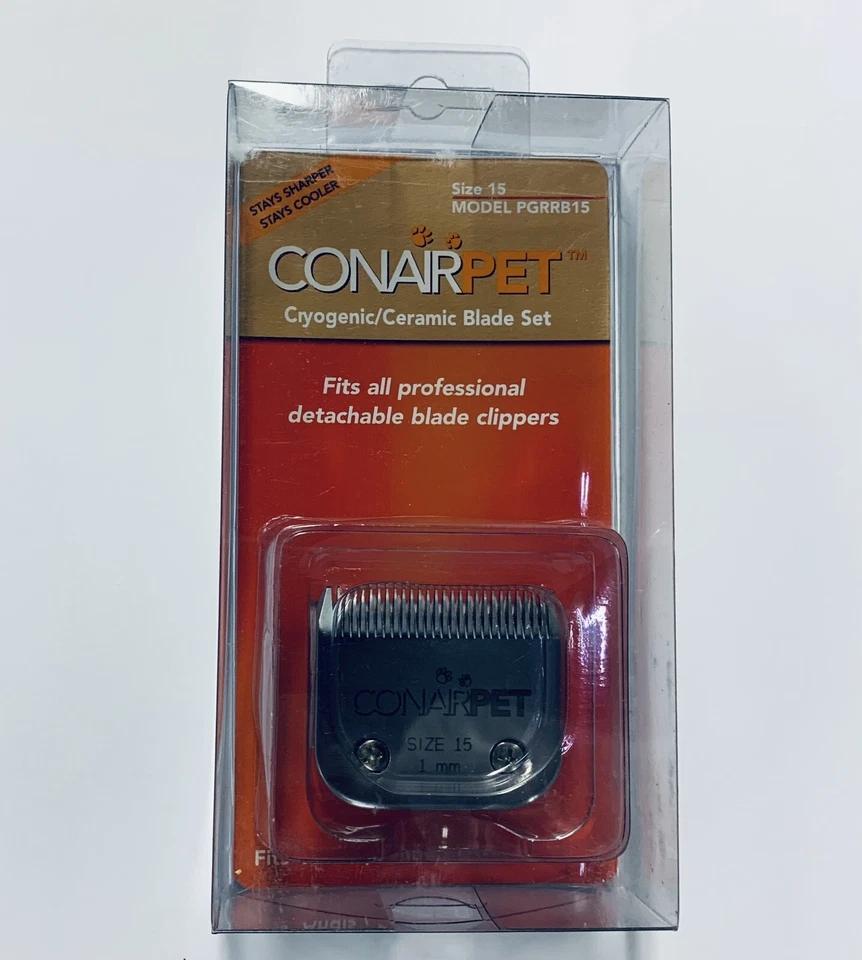 STAYS SHARPER
STAYS COOLER
Size 15
MODEL PGRRB15
CONAIRPET™
Cryogenic/Ceramic Blade Set
Fits all professional
detachable blade clippers
CONAIRPET
SIZE 15
1 mm